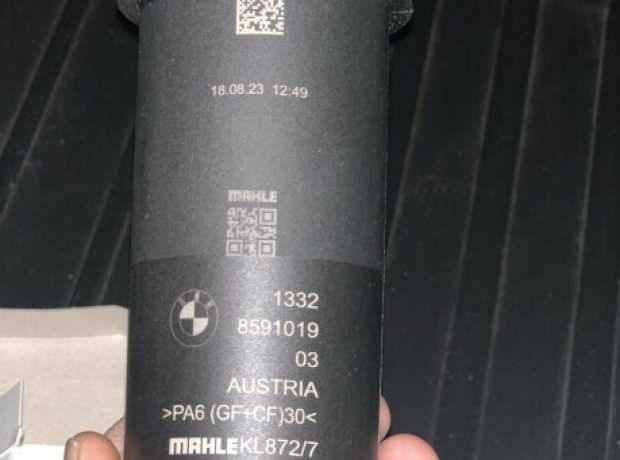 18.08.23 12:49
MAHLE
1332
8591019
03
AUSTRIA
>PA6 (GF+CF)30<
MAHLE KL872/7